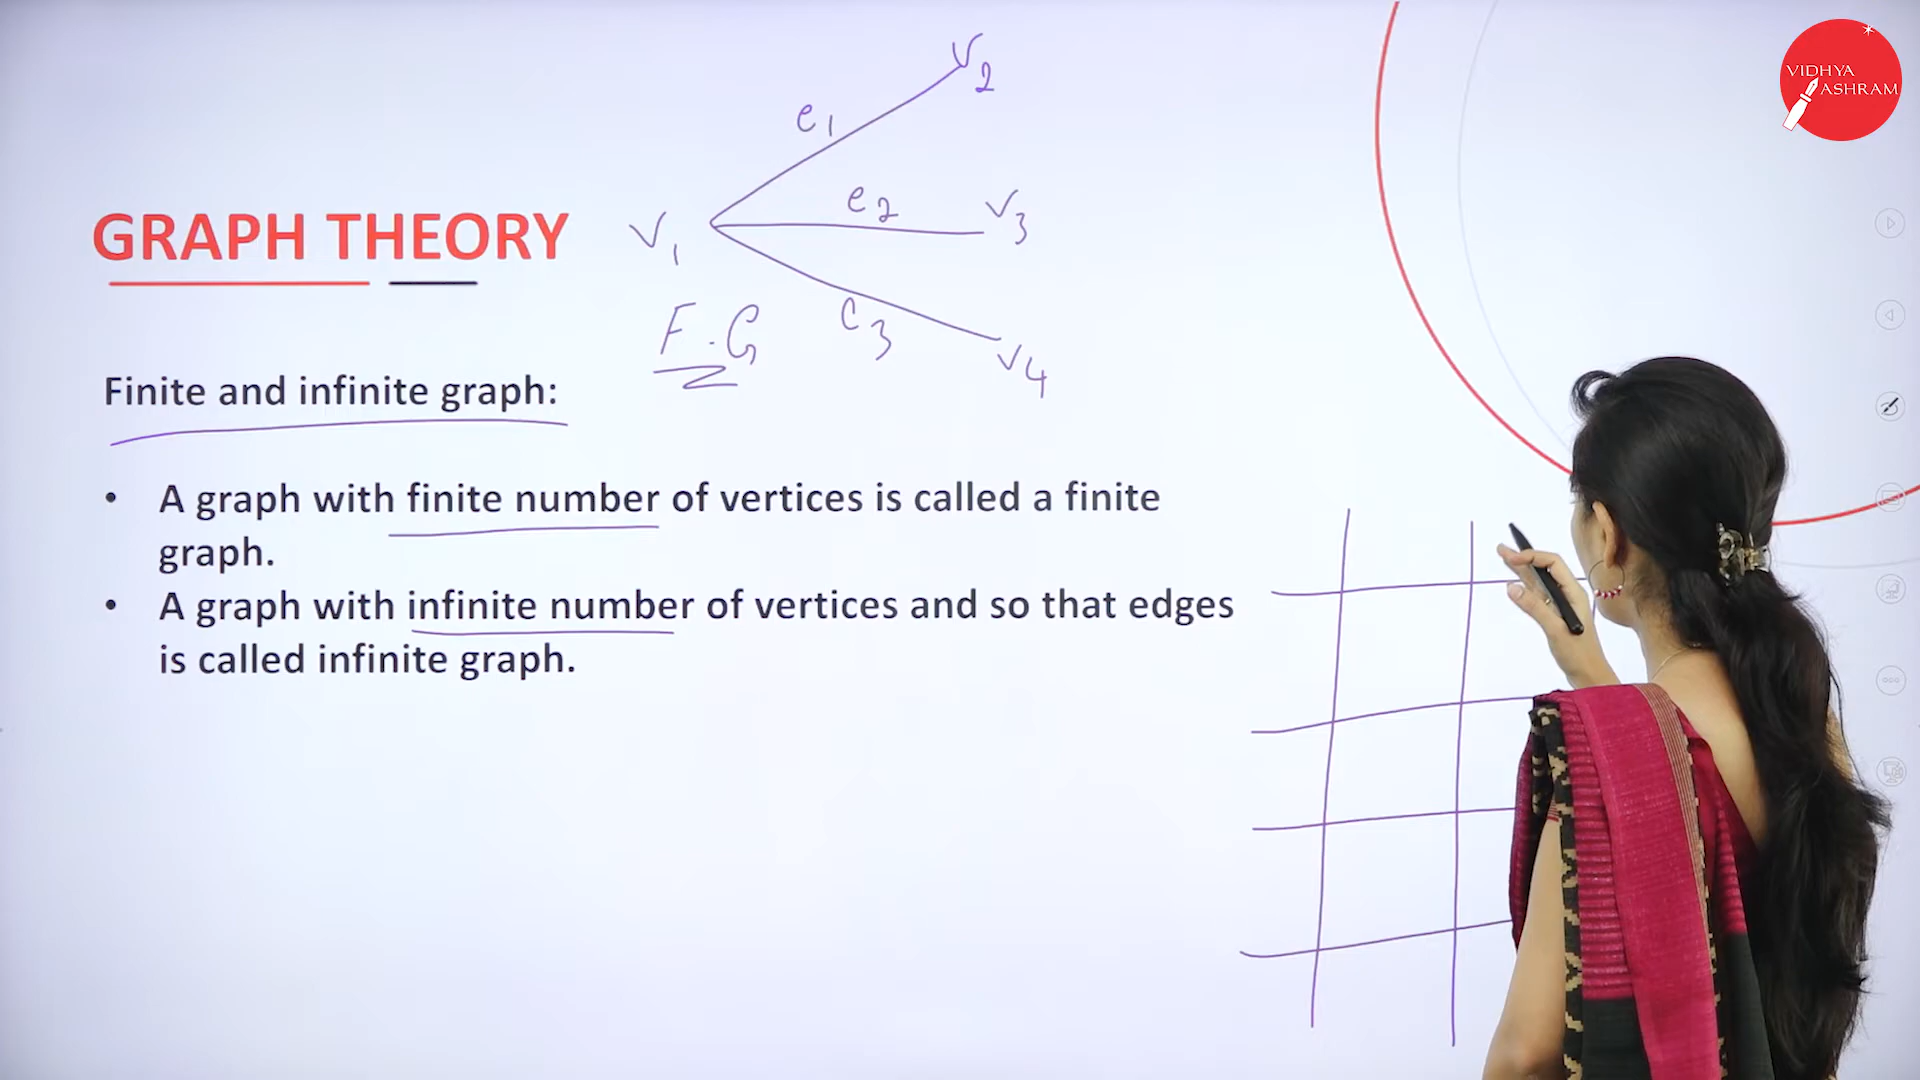 VIDHYA
ASHRAM
V2
e1
e2
V3
V1
GRAPH THEORY
e3
F.G
V4
Finite and infinite graph:
• A graph with finite number of vertices is called a finite
graph.
• A graph with infinite number of vertices and so that edges
is called infinite graph.